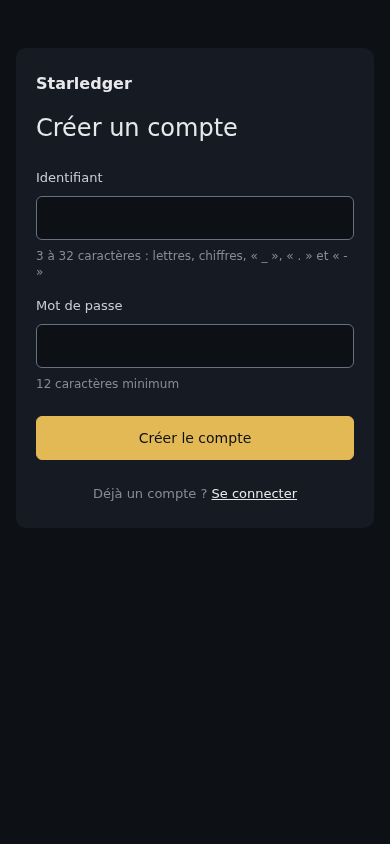 Starledger
Créer un compte
Identifiant
3 à 32 caractères : lettres, chiffres, « _ », « . » et « -
»
Mot de passe
12 caractères minimum
Créer le compte
Déjà un compte ? Se connecter